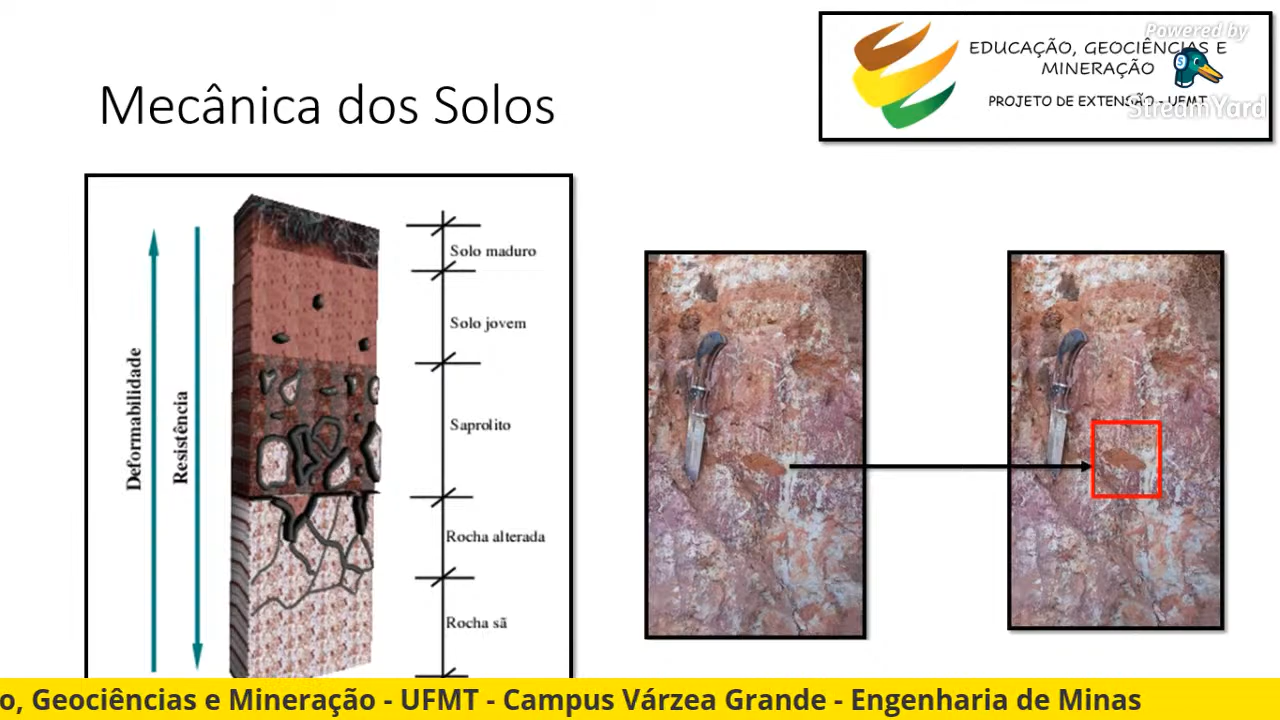 Powered by
EDUCAÇÃO, GEOCIÊNCIAS E
MINERAÇÃO
PROJETO DE EXTENSÃO - UFMT
StreamYard
Mecânica dos Solos
Deformabilidade
Resistência
Solo maduro
Solo jovem
Saprolito
Rocha alterada
Rocha sã
o, Geociências e Mineração - UFMT - Campus Várzea Grande - Engenharia de Minas